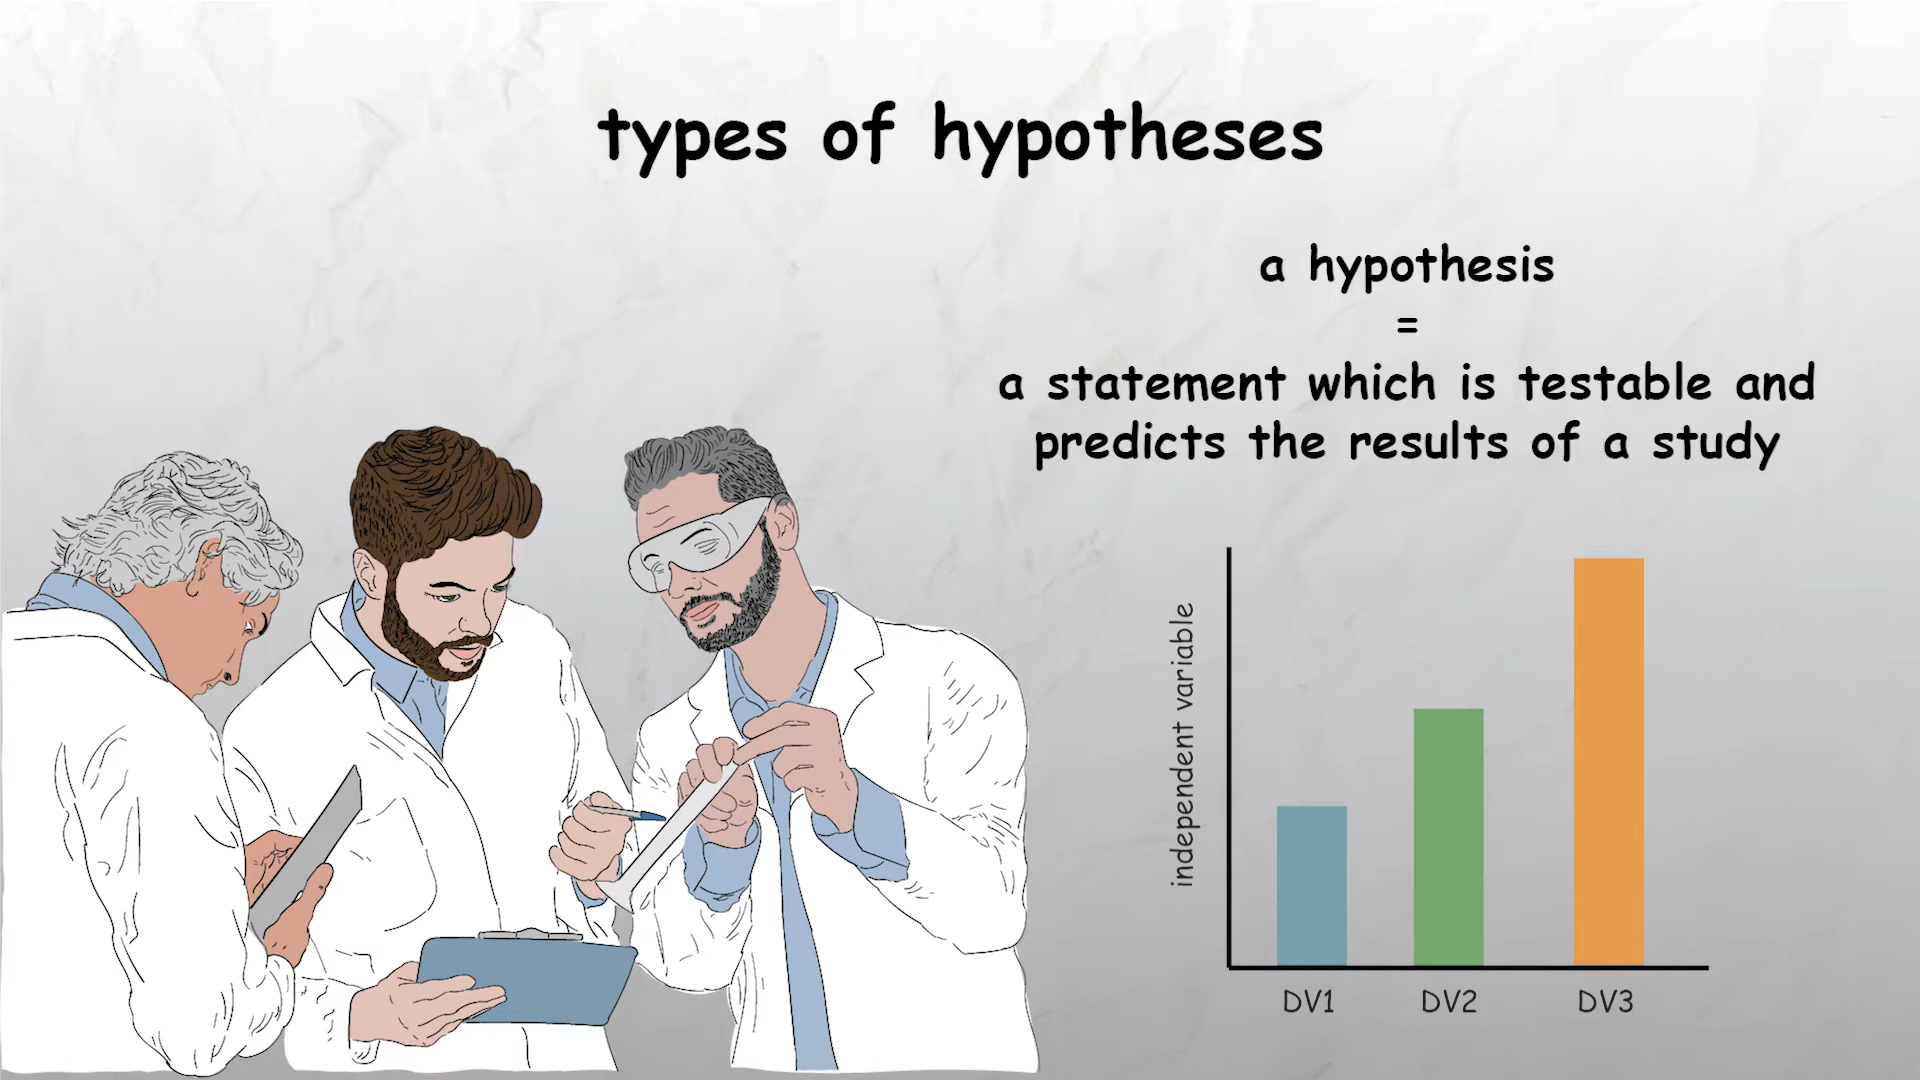 types of hypotheses
a hypothesis
=
a statement which is testable and
predicts the results of a study
independent variable
DV1
DV2
DV3